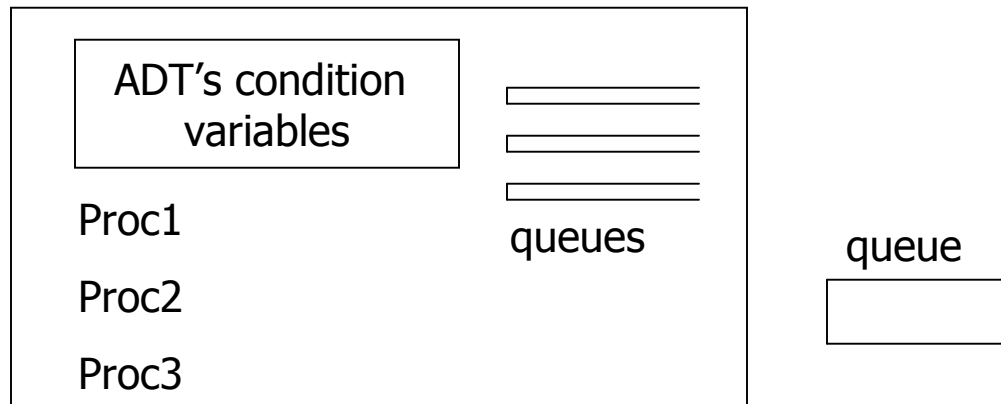 ADT’s condition
variables
Proc1
Proc2
Proc3
queues
queue